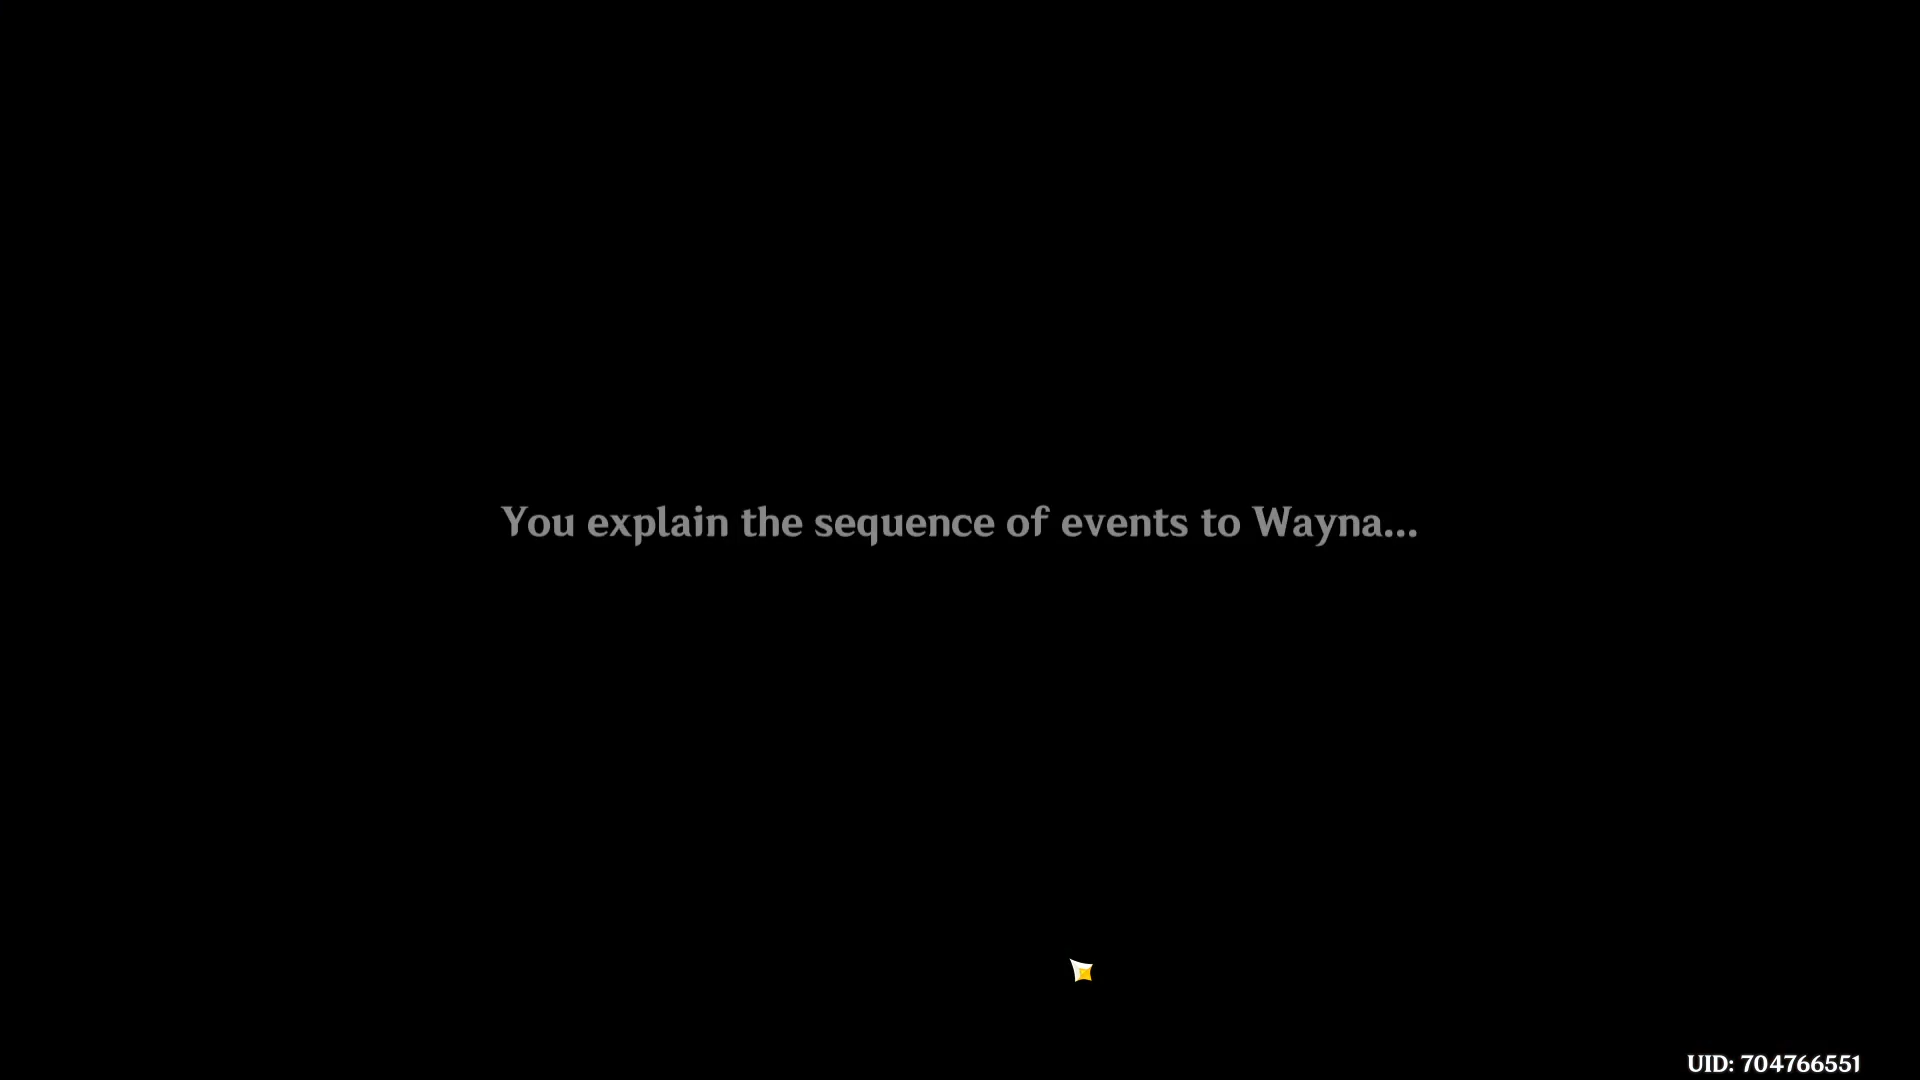 You explain the sequence of events to Wayna...
UID: 704766551